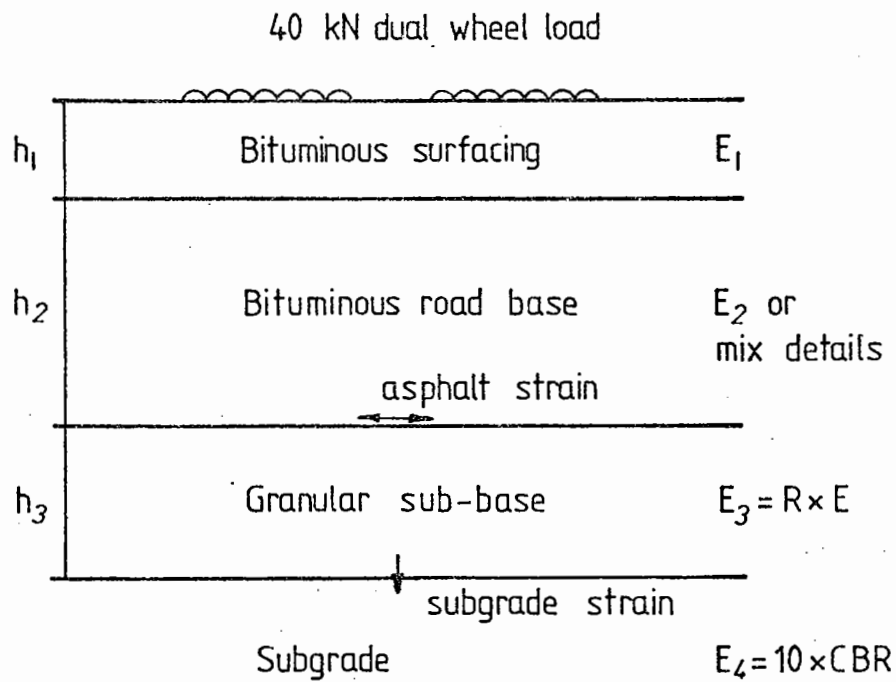 40 kN dual wheel load
h₁ Bituminous surfacing E₁
h₂ Bituminous road base E₂ or
mix details
asphalt strain
h₃ Granular sub-base E₃ = R × E
subgrade strain
Subgrade E₄ = 10 × CBR